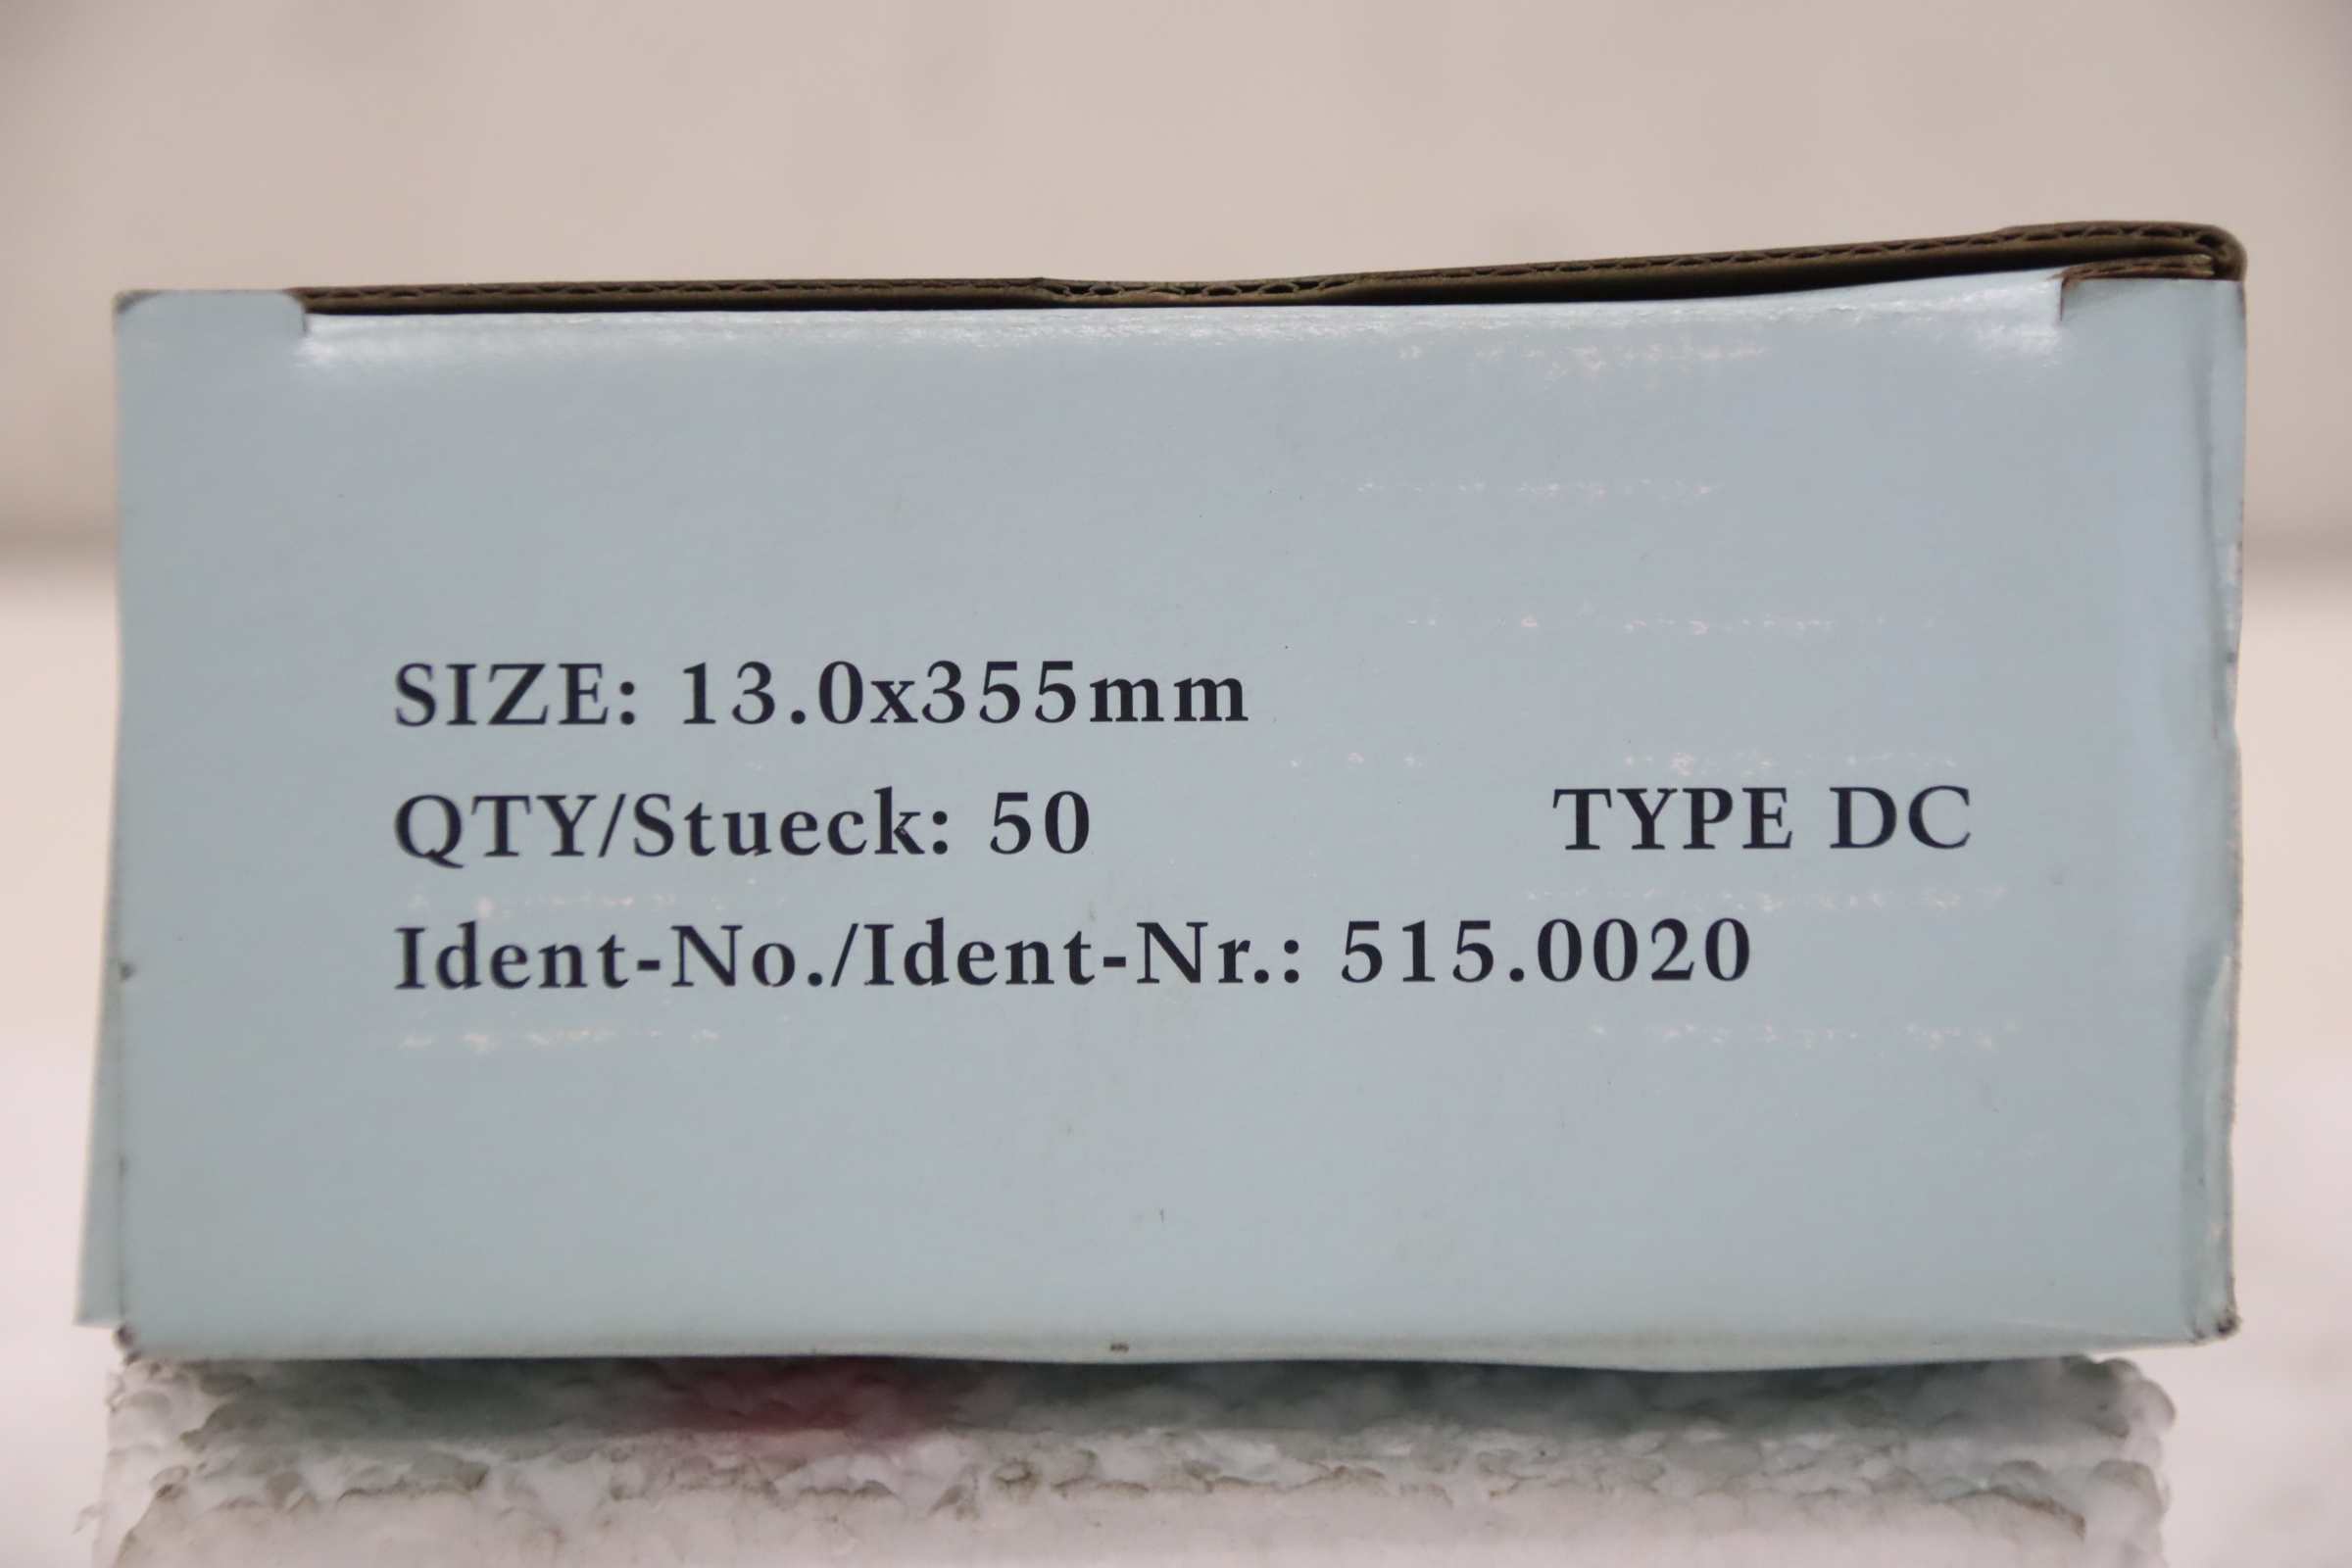 SIZE: 13.0x355mm
QTY/Stueck: 50 TYPE DC
Ident-No./Ident-Nr.: 515.0020